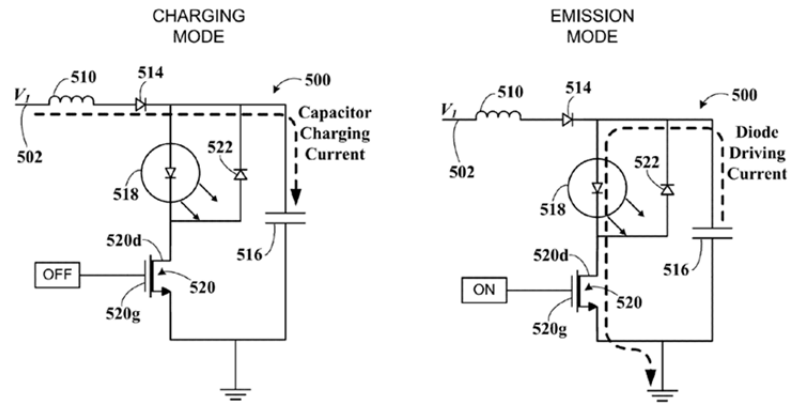 CHARGING
MODE
510
514
500
V1
502
Capacitor
Charging
Current
522
518
516
520d
OFF
520
520g
EMISSION
MODE
510
514
500
V1
502
Diode
Driving
Current
522
518
516
520d
ON
520
520g